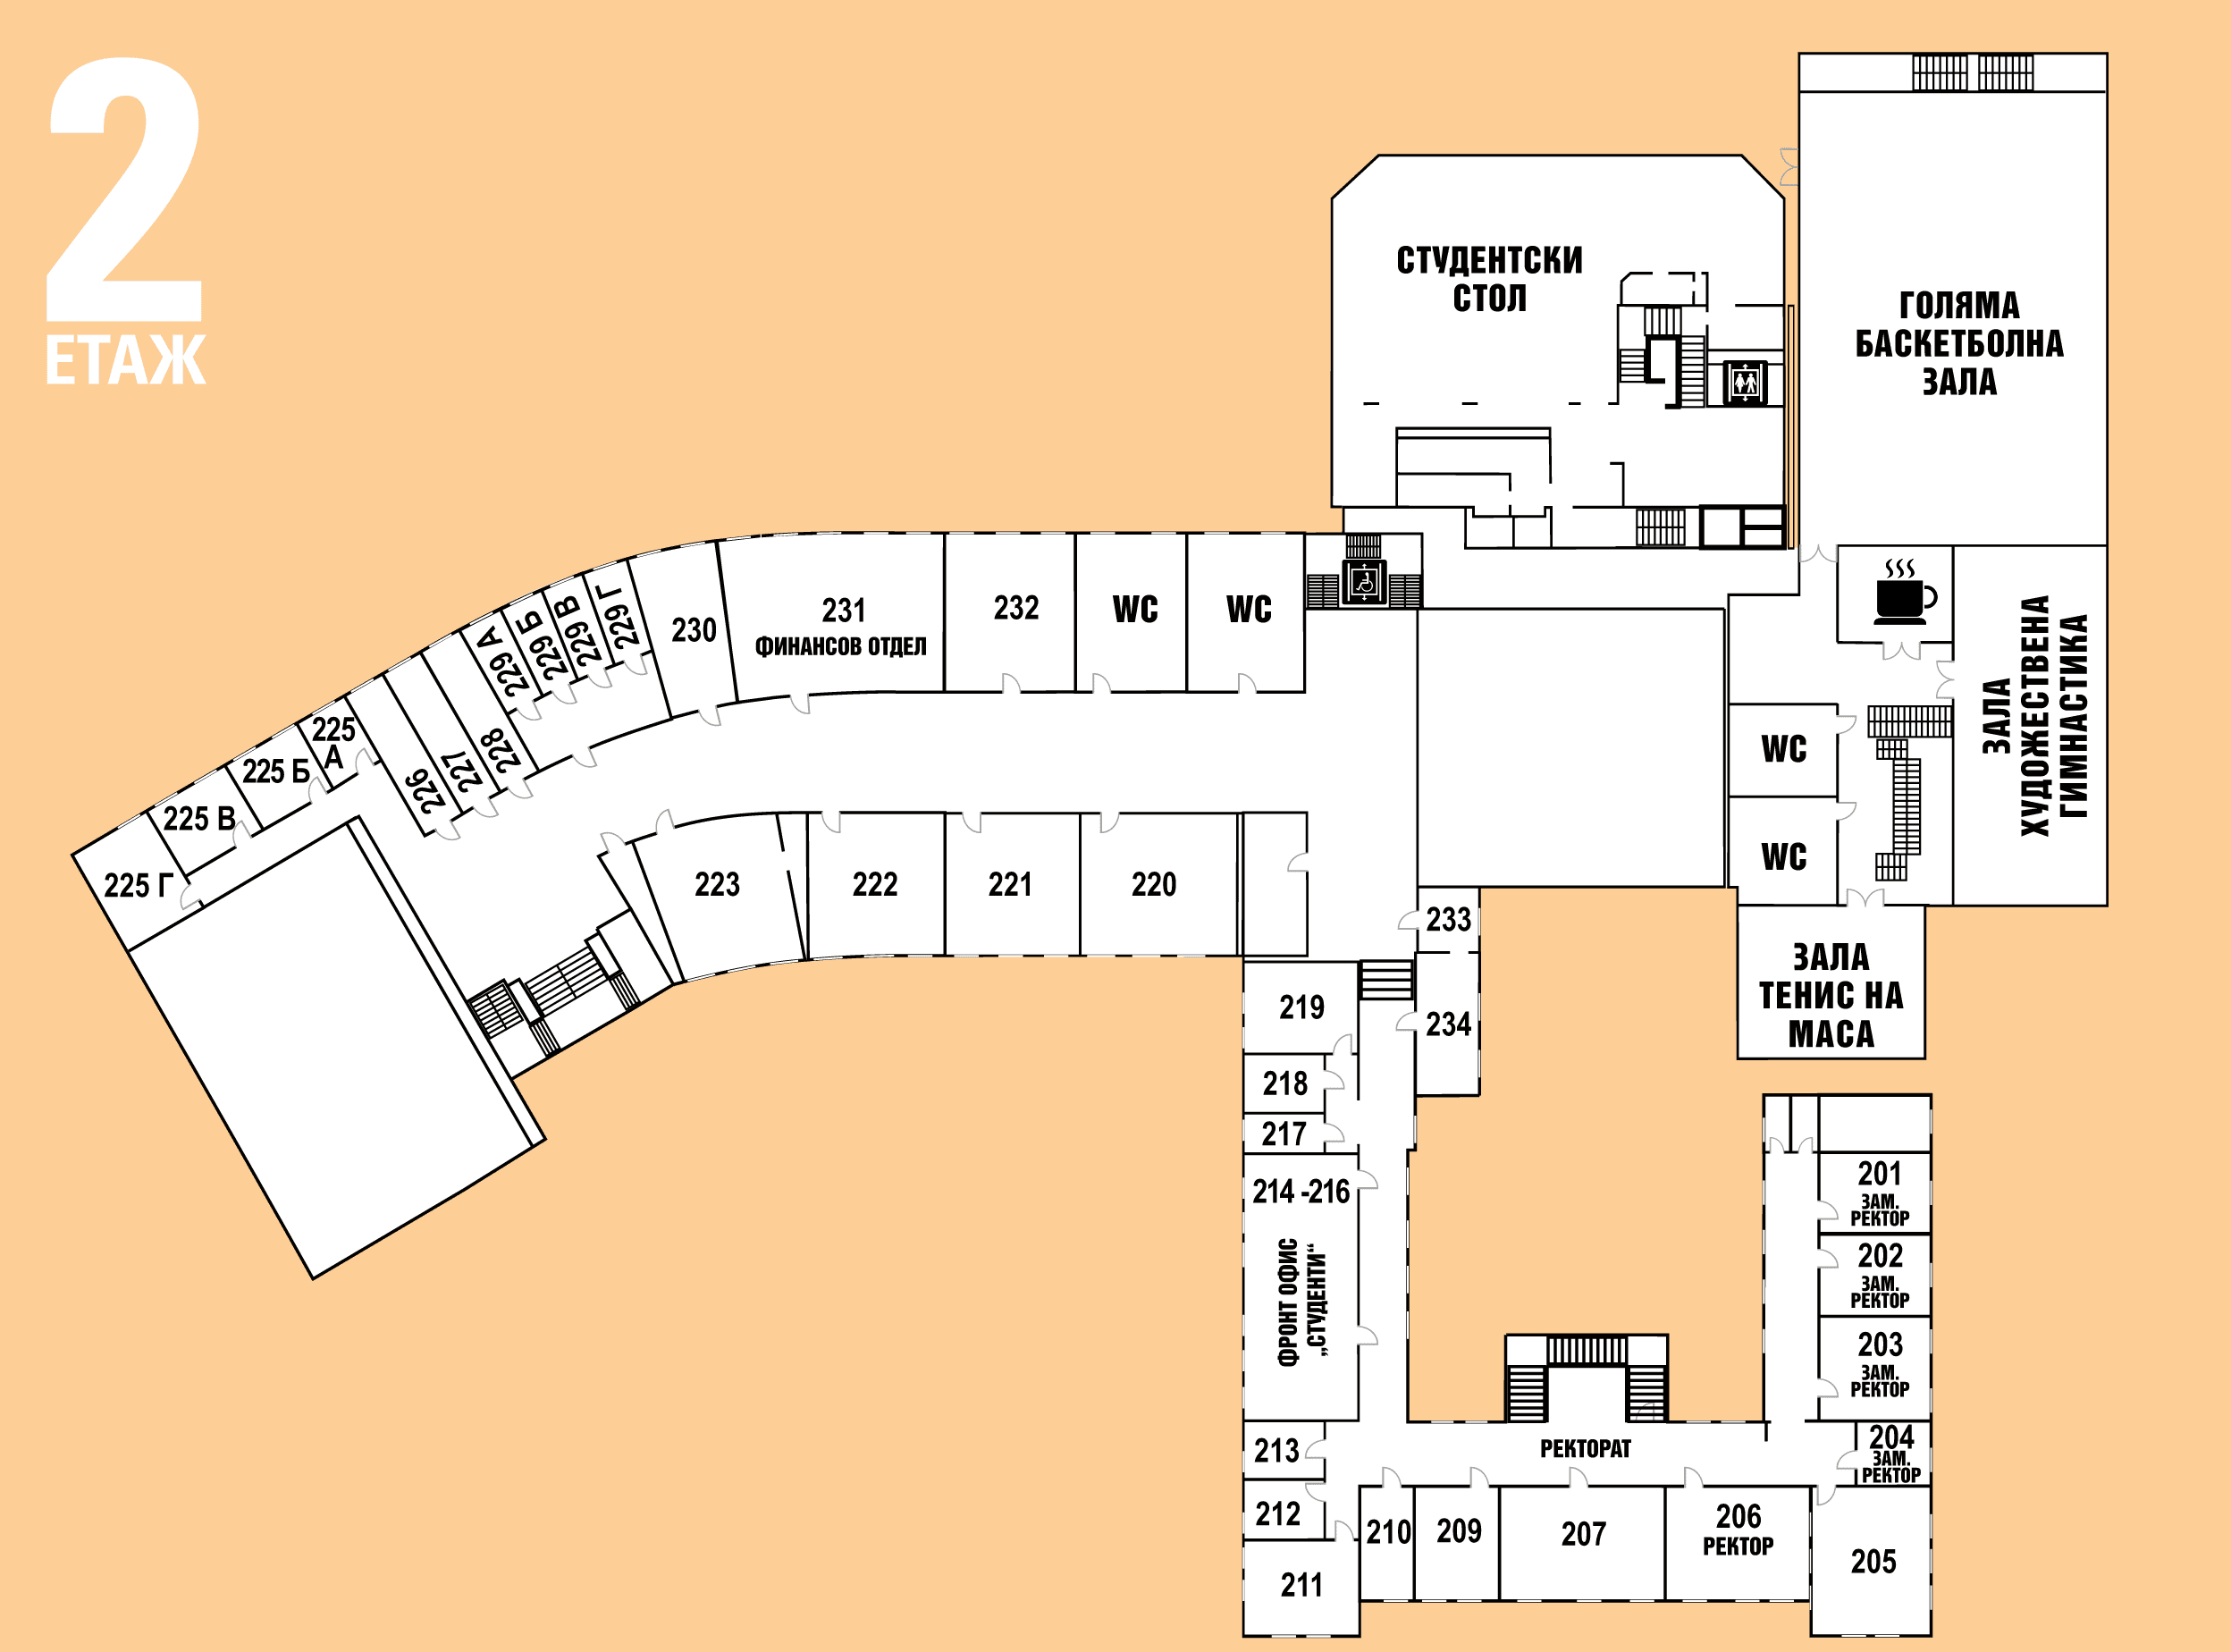 2
ЕТАЖ
СТУДЕНТСКИ
СТОЛ
ГОЛЯМА
БАСКЕТБОЛНА
ЗАЛА
ЗАЛА
ХУДОЖЕСТВЕНА
ГИМНАСТИКА
WC
WC
ЗАЛА
ТЕНИС НА
МАСА
225 Г
225 В
225 Б
225
А
226
227
228
229 А
229 Б
229 В
229 Г
230
231
ФИНАНСОВ ОТДЕЛ
232
WC
WC
223
222
221
220
233
234
219
218
217
214 -216
ФРОНТ ОФИС
„СТУДЕНТИ“
213
212
211
210
209
207
206
РЕКТОР
205
РЕКТОРАТ
201
ЗАМ.
РЕКТОР
202
ЗАМ.
РЕКТОР
203
ЗАМ.
РЕКТОР
204
ЗАМ.
РЕКТОР